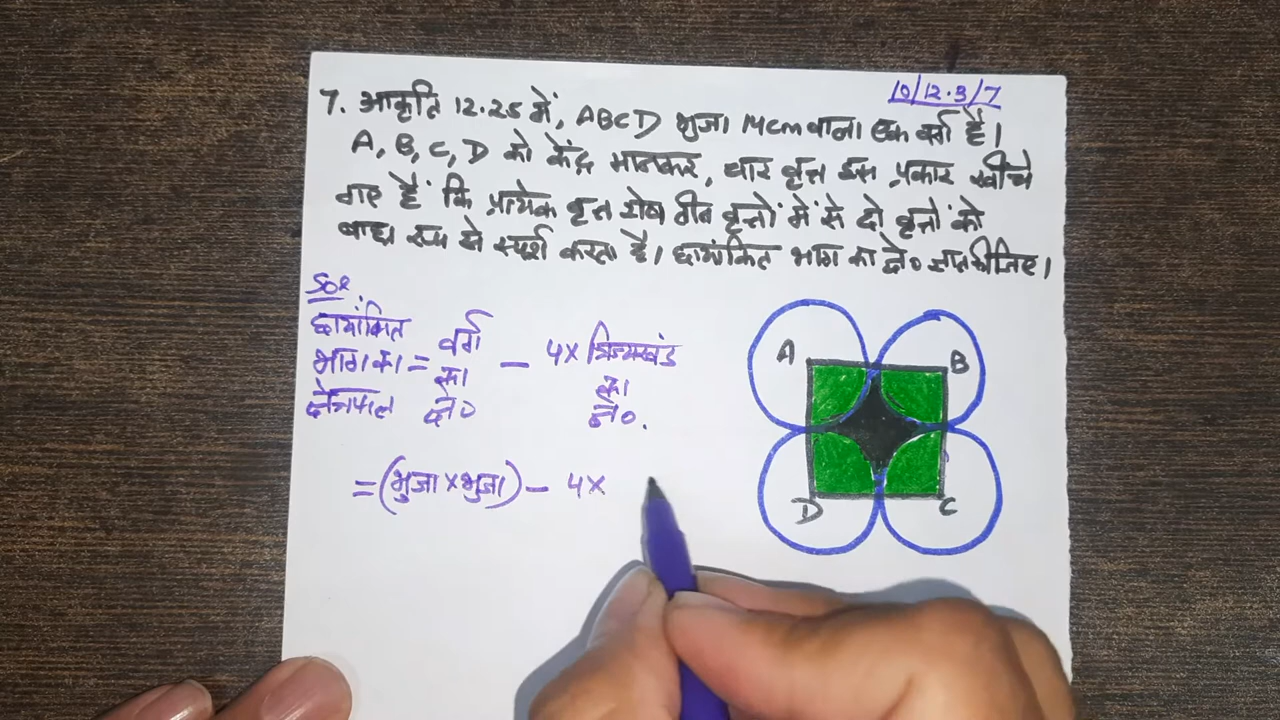 10/12.3/7
7. आकृति 12.25 में, ABCD भुजा 14cm वाला एक वर्ग है।
A, B, C, D को केंद्र मानकर, चार वृत्त इस प्रकार खींचे
गए हैं कि प्रत्येक वृत्त शेष तीन वृत्तों में से दो वृत्तों को
बाह्य रूप से स्पर्श करता है। छायांकित भाग का क्षे० ज्ञात कीजिए।
Sol.
छायांकित
भाग का = वर्ग - 4× त्रिज्यखंड
क्षेत्रफल का क्षे० का क्षे०.
= (भुजा × भुजा) - 4×
A B
D C